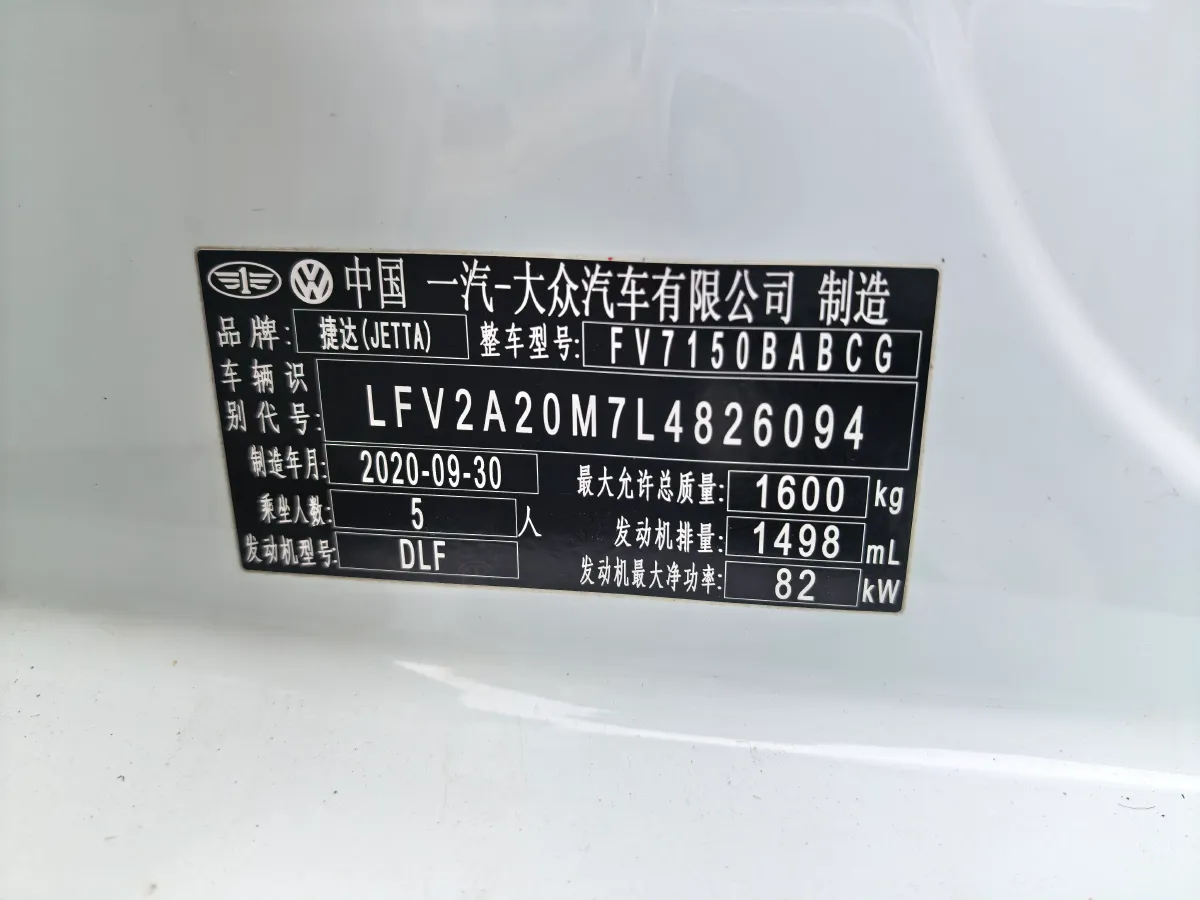 中国 一汽-大众汽车有限公司 制造
品牌: 捷达(JETTA) 整车型号: FV7150BABCG
车辆识别代号: LFV2A20M7L4826094
制造年月: 2020-09-30 最大允许总质量: 1600 kg
乘坐人数: 5 人 发动机排量: 1498 mL
发动机型号: DLF 发动机最大净功率: 82 kW